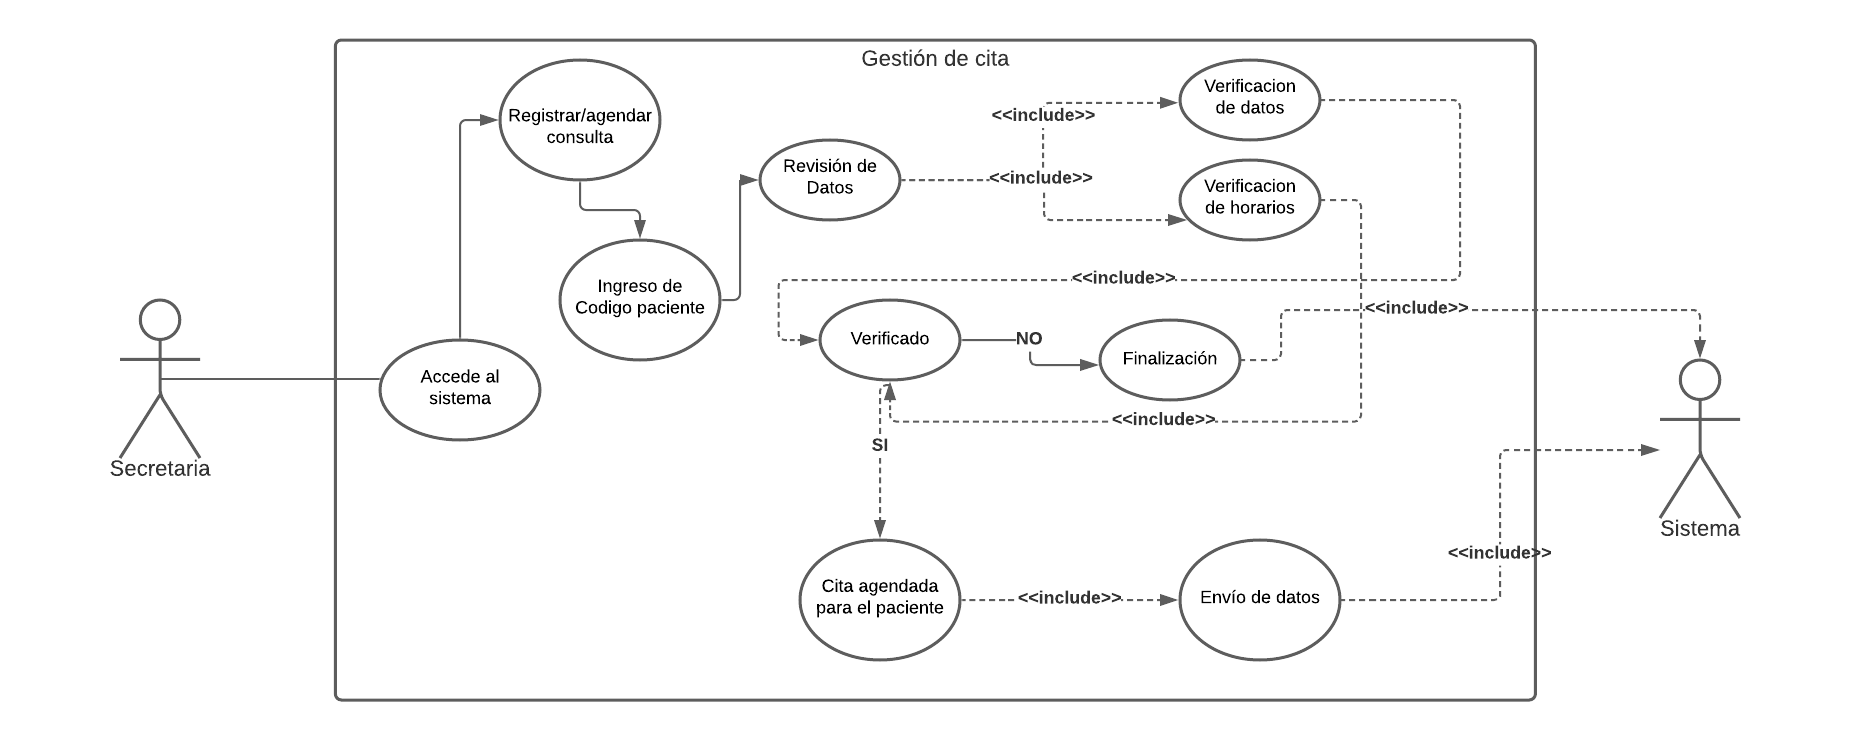 Gestión de cita
Registrar/agendar
consulta
Verificacion
de datos
<<include>>
Revisión de
Datos
<<include>>
Verificacion
de horarios
Ingreso de
Codigo paciente
<<include>>
<<include>>
Verificado
NO
Finalización
Accede al
sistema
<<include>>
SI
Secretaria
Sistema
<<include>>
Cita agendada
para el paciente
<<include>>
Envío de datos